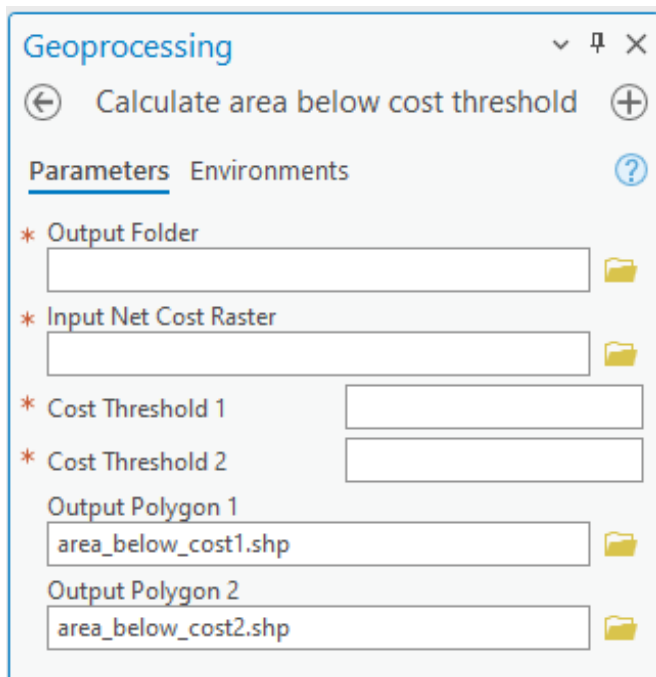 Geoprocessing
Calculate area below cost threshold
Parameters Environments
* Output Folder
* Input Net Cost Raster
* Cost Threshold 1
* Cost Threshold 2
Output Polygon 1
area_below_cost1.shp
Output Polygon 2
area_below_cost2.shp